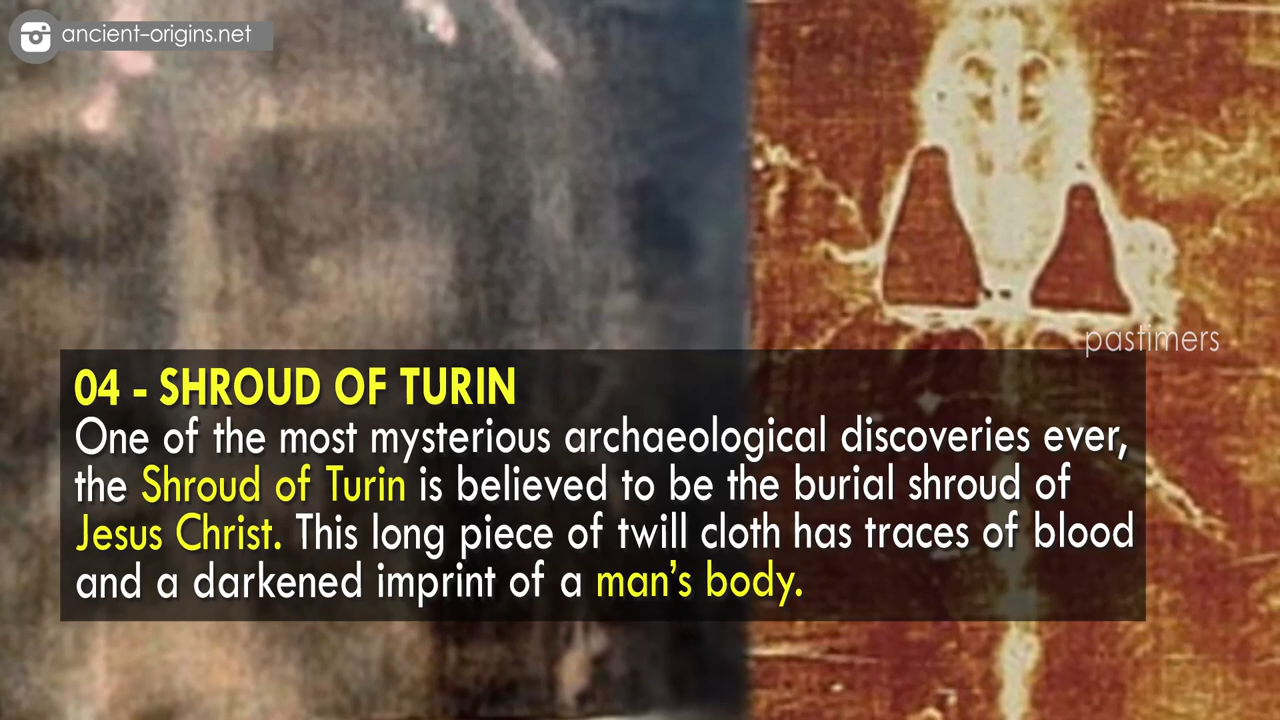 ancient-origins.net
pastimers
04 - SHROUD OF TURIN
One of the most mysterious archaeological discoveries ever,
the Shroud of Turin is believed to be the burial shroud of
Jesus Christ. This long piece of twill cloth has traces of blood
and a darkened imprint of a man's body.